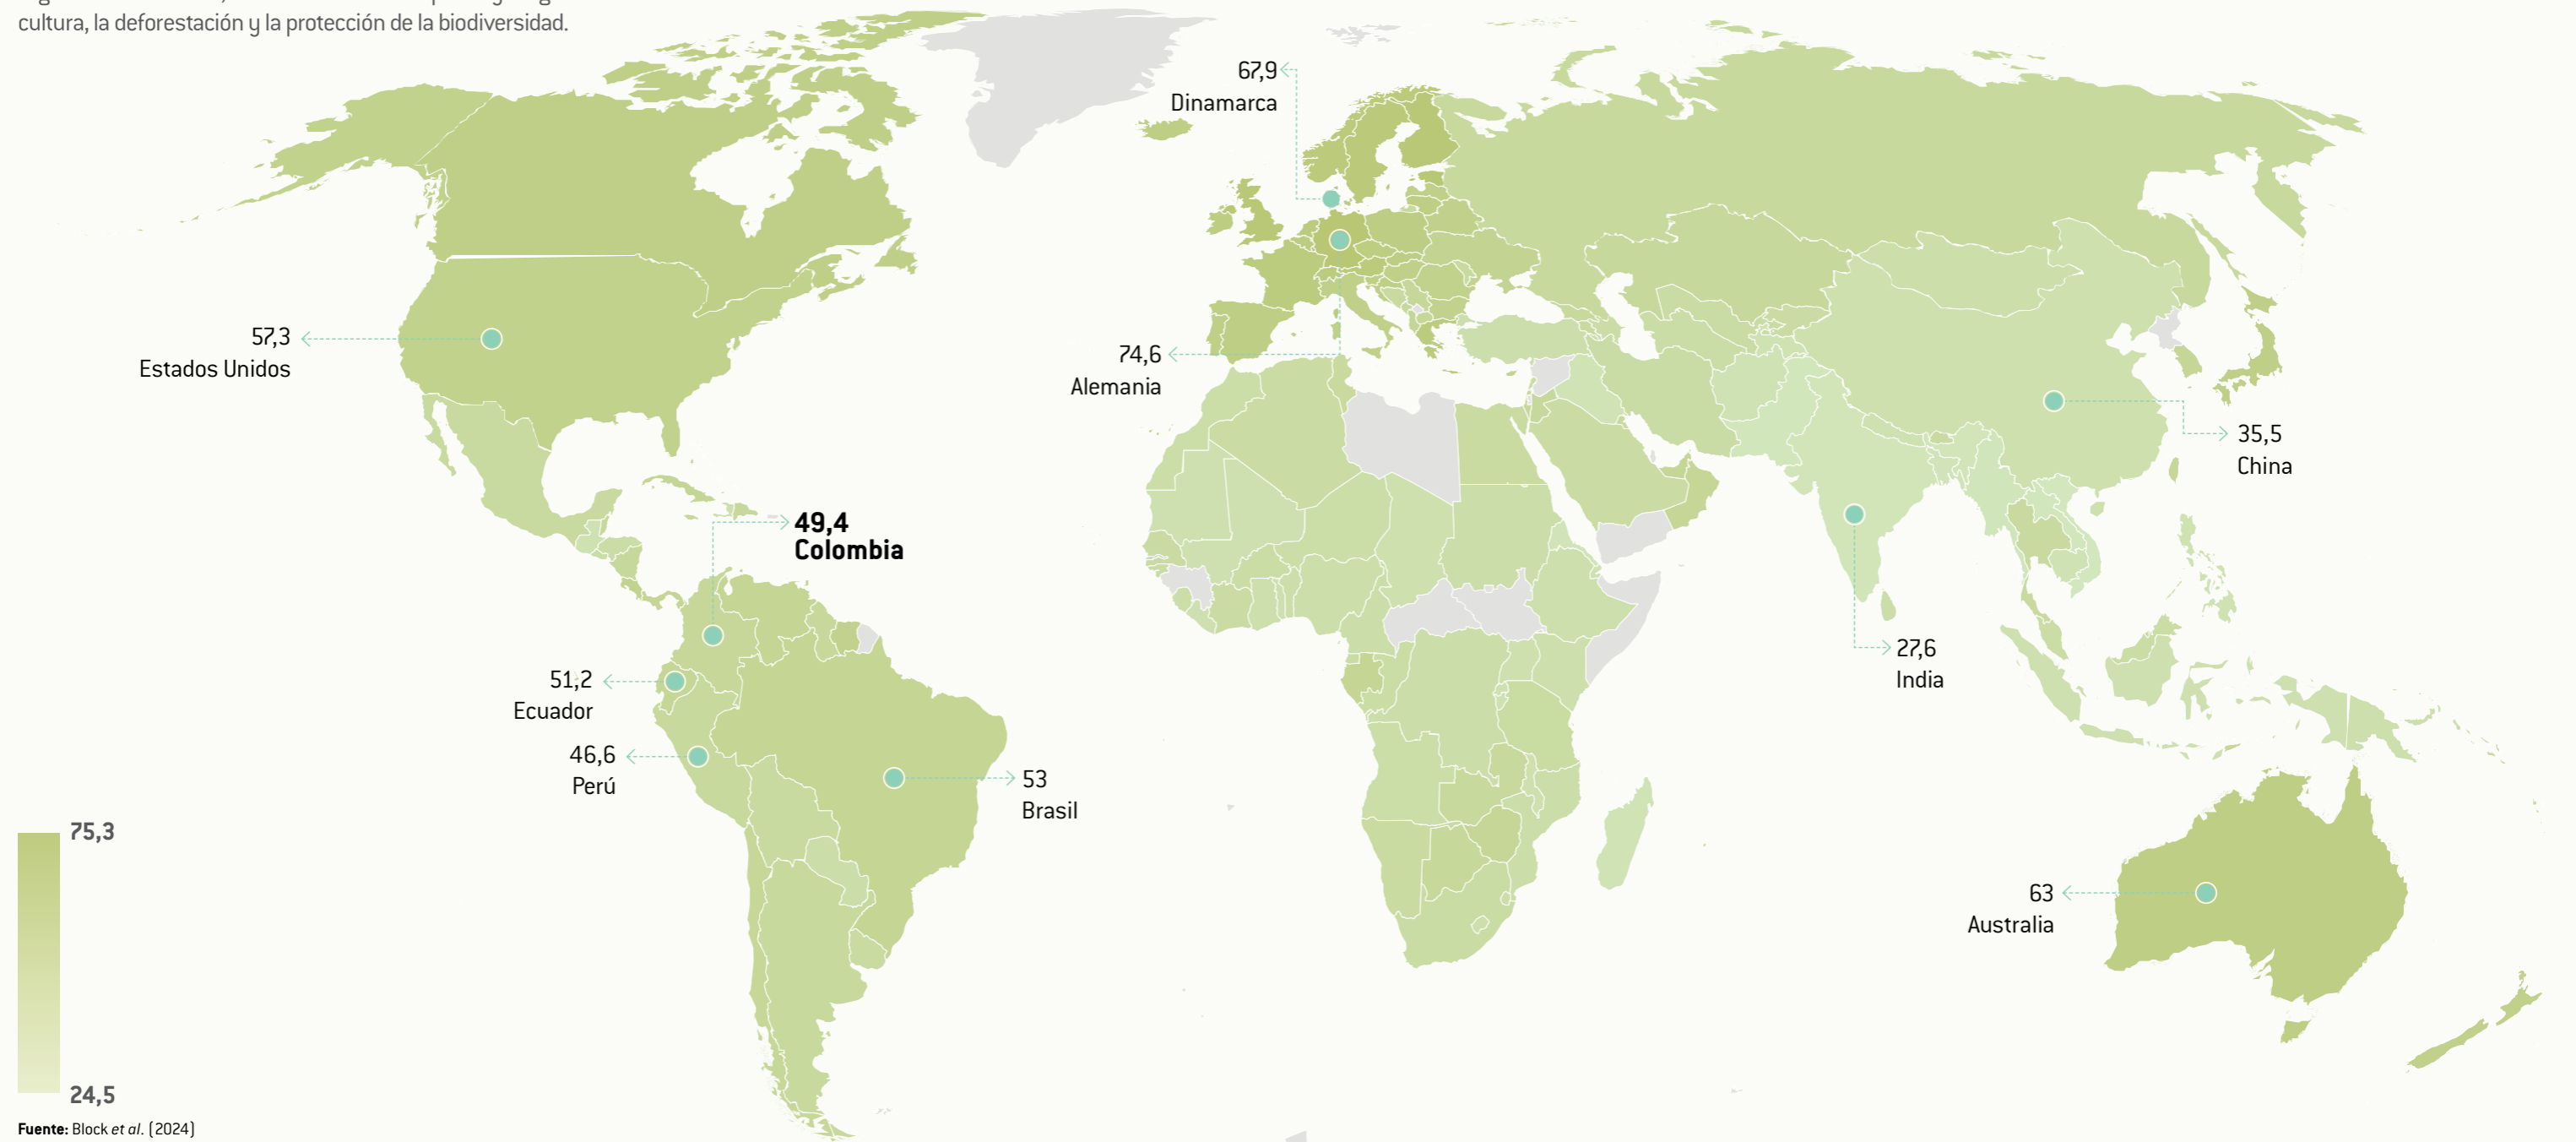 cultura, la deforestación y la protección de la biodiversidad.
67,9
Dinamarca
57,3
Estados Unidos
74,6
Alemania
35,5
China
49,4
Colombia
27,6
India
51,2
Ecuador
46,6
Perú
53
Brasil
63
Australia
75,3
24,5
Fuente: Block et al. (2024)